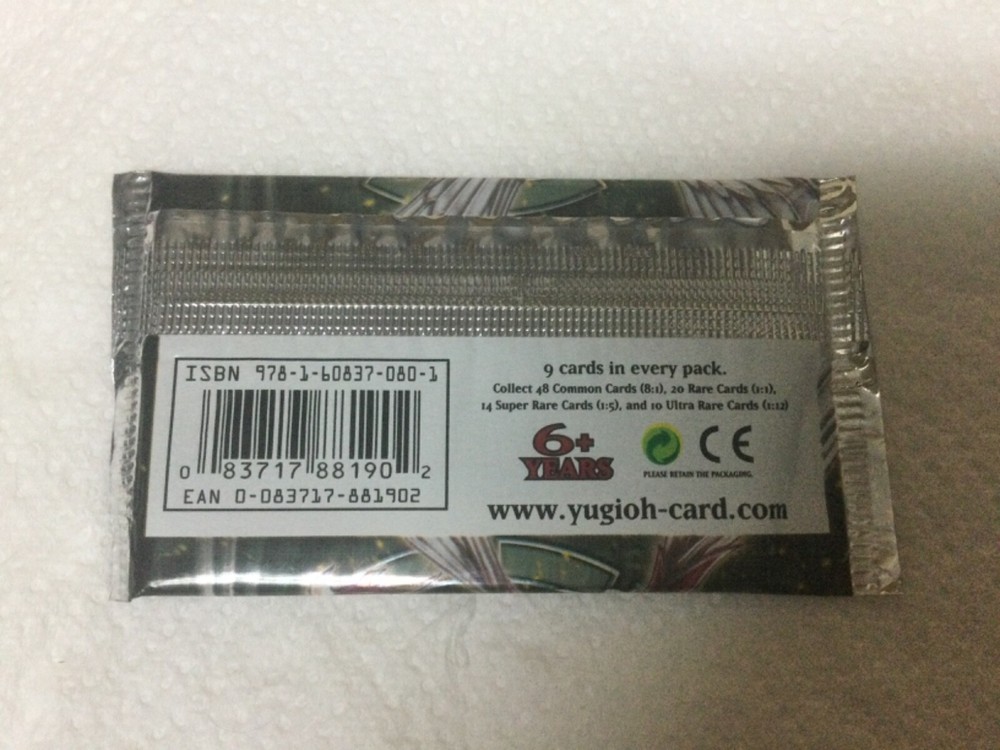 ISBN 978-1-60837-080-1
0 83717 88190 2
EAN 0-083717-881902
9 cards in every pack.
Collect 48 Common Cards (8:1), 20 Rare Cards (1:1),
14 Super Rare Cards (1:5), and 10 Ultra Rare Cards (1:12)
6+
YEARS
CE
PLEASE RETAIN THE PACKAGING.
www.yugioh-card.com